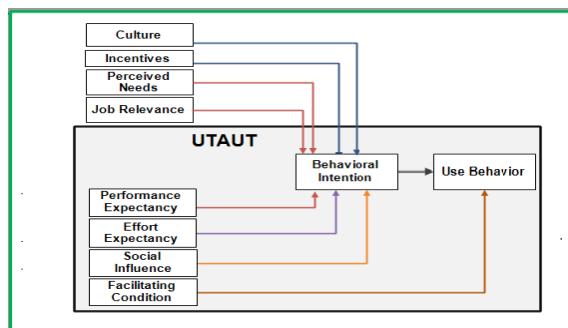 Culture
Incentives
Perceived
Needs
Job Relevance
UTAUT
Behavioral
Intention
Use Behavior
Performance
Expectancy
Effort
Expectancy
Social
Influence
Facilitating
Condition